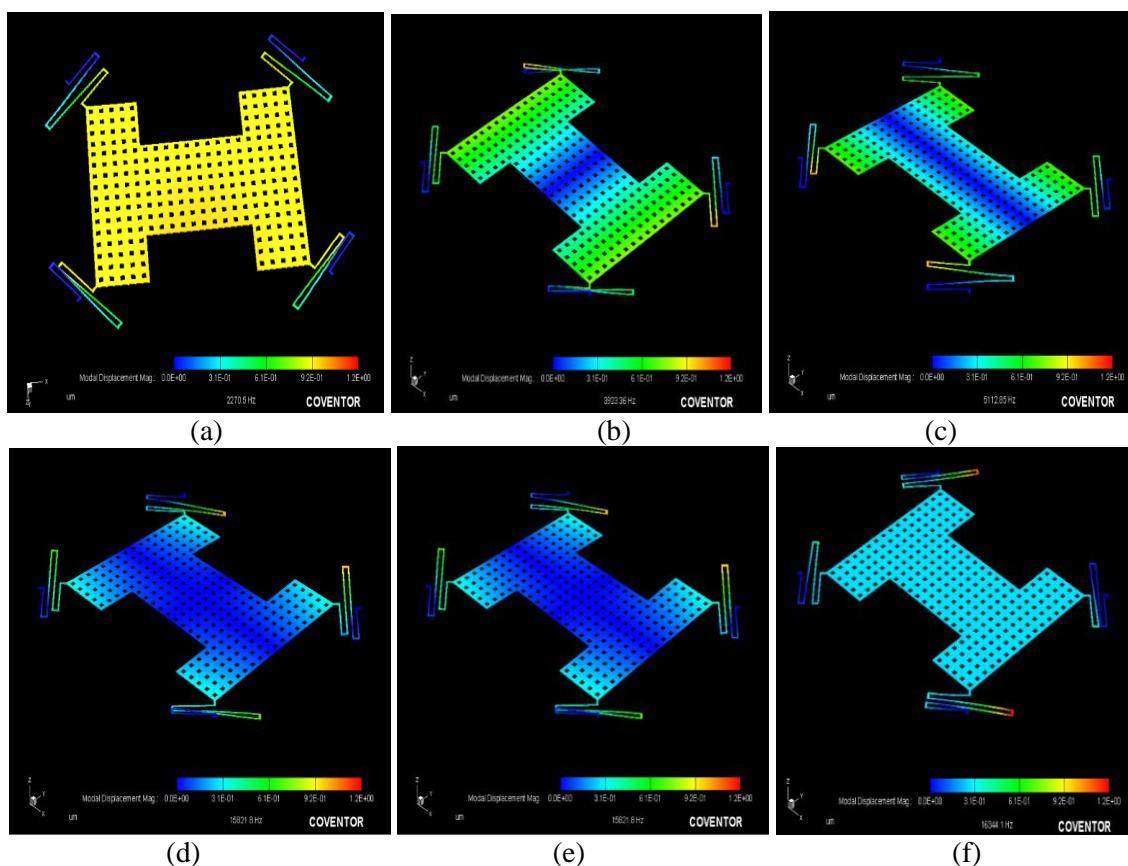 X
Modal Displacement Mag.: 0.0E+00 3.1E-01 6.1E-01 9.2E-01 1.2E+00
um 2270.5 Hz COVENTOR
(a)
Z
Y
X
Modal Displacement Mag.: 0.0E+00 3.1E-01 6.1E-01 9.2E-01 1.2E+00
um 3923.36 Hz COVENTOR
(b)
Z
Y
X
Modal Displacement Mag.: 0.0E+00 3.1E-01 6.1E-01 9.2E-01 1.2E+00
um 5112.85 Hz COVENTOR
(c)
Z
Y
X
Modal Displacement Mag.: 0.0E+00 3.1E-01 6.1E-01 9.2E-01 1.2E+00
um 15821.8 Hz COVENTOR
(d)
Z
Y
X
Modal Displacement Mag.: 0.0E+00 3.1E-01 6.1E-01 9.2E-01 1.2E+00
um 15821.8 Hz COVENTOR
(e)
Z
Y
X
Modal Displacement Mag.: 0.0E+00 3.1E-01 6.1E-01 9.2E-01 1.2E+00
um 16344.1 Hz COVENTOR
(f)